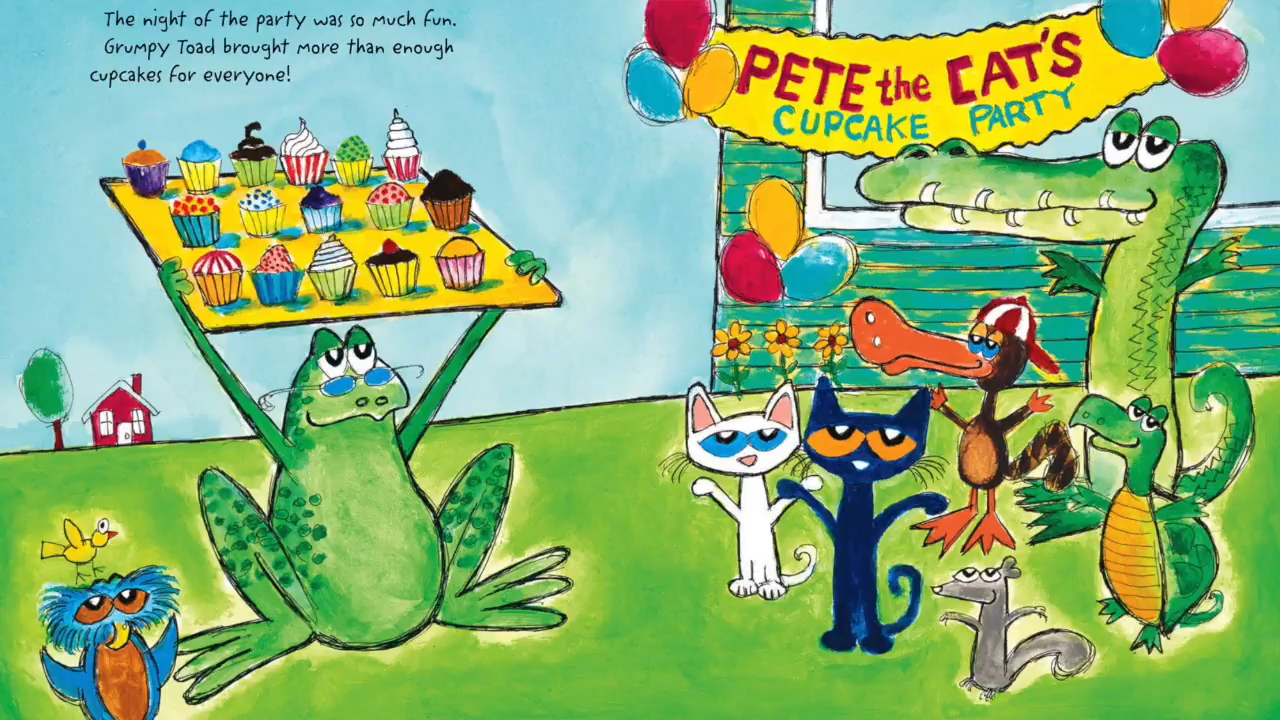 The night of the party was so much fun.
Grumpy Toad brought more than enough
cupcakes for everyone!
PETE the CAT'S
CUPCAKE PARTY